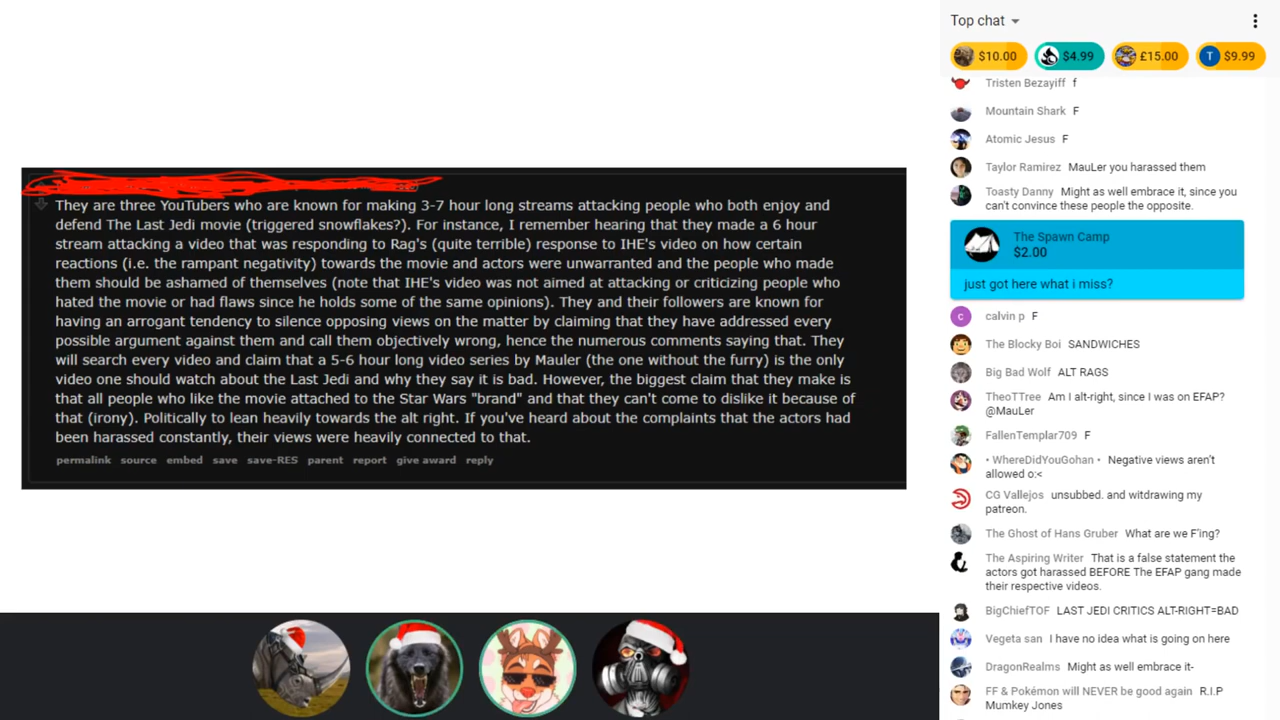 They are three YouTubers who are known for making 3-7 hour long streams attacking people who both enjoy and
defend The Last Jedi movie (triggered snowflakes?). For instance, I remember hearing that they made a 6 hour
stream attacking a video that was responding to Rag's (quite terrible) response to IHE's video on how certain
reactions (i.e. the rampant negativity) towards the movie and actors were unwarranted and the people who made
them should be ashamed of themselves (note that IHE's video was not aimed at attacking or criticizing people who
hated the movie or had flaws since he holds some of the same opinions). They and their followers are known for
having an arrogant tendency to silence opposing views on the matter by claiming that they have addressed every
possible argument against them and call them objectively wrong, hence the numerous comments saying that. They
will search every video and claim that a 5-6 hour long video series by Mauler (the one without the furry) is the only
video one should watch about the Last Jedi and why they say it is bad. However, the biggest claim that they make is
that all people who like the movie attached to the Star Wars "brand" and that they can't come to dislike it because of
that (irony). Politically to lean heavily towards the alt right. If you've heard about the complaints that the actors had
been harassed constantly, their views were heavily connected to that.
permalink source embed save save-RES parent report give award reply
Top chat
$10.00 $4.99 £15.00 T $9.99
Tristen Bezayiff f
Mountain Shark F
Atomic Jesus F
Taylor Ramirez MauLer you harassed them
Toasty Danny Might as well embrace it, since you
can't convince these people the opposite.
The Spawn Camp
$2.00
just got here what i miss?
c calvin p F
The Blocky Boi SANDWICHES
Big Bad Wolf ALT RAGS
TheoTTree Am I alt-right, since I was on EFAP?
@MauLer
FallenTemplar709 F
• WhereDidYouGohan • Negative views aren't
allowed o:<
CG Vallejos unsubbed. and witdrawing my
patreon.
The Ghost of Hans Gruber What are we F'ing?
The Aspiring Writer That is a false statement the
actors got harassed BEFORE The EFAP gang made
their respective videos.
BigChiefTOF LAST JEDI CRITICS ALT-RIGHT=BAD
Vegeta san I have no idea what is going on here
DragonRealms Might as well embrace it-
FF & Pokémon will NEVER be good again R.I.P
Mumkey Jones